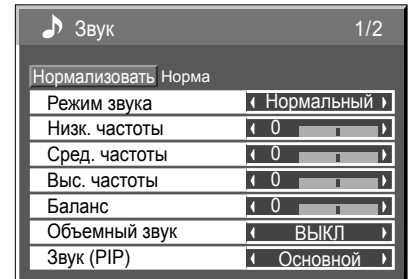 Звук 1/2
Нормализовать Норма
Режим звука Нормальный
Низк. частоты 0
Сред. частоты 0
Выс. частоты 0
Баланс 0
Объемный звук ВЫКЛ
Звук (PIP) Основной